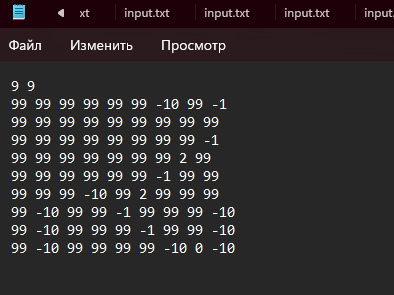 xt input.txt input.txt input.txt input.
Файл Изменить Просмотр
9 9
99 99 99 99 99 99 -10 99 -1
99 99 99 99 99 99 99 99 99
99 99 99 99 99 99 99 99 -1
99 99 99 99 99 99 99 2 99
99 99 99 99 99 99 -1 99 99
99 99 99 -10 99 2 99 99 99
99 -10 99 99 -1 99 99 99 -10
99 -10 99 99 99 -1 99 99 -10
99 -10 99 99 99 99 -10 0 -10